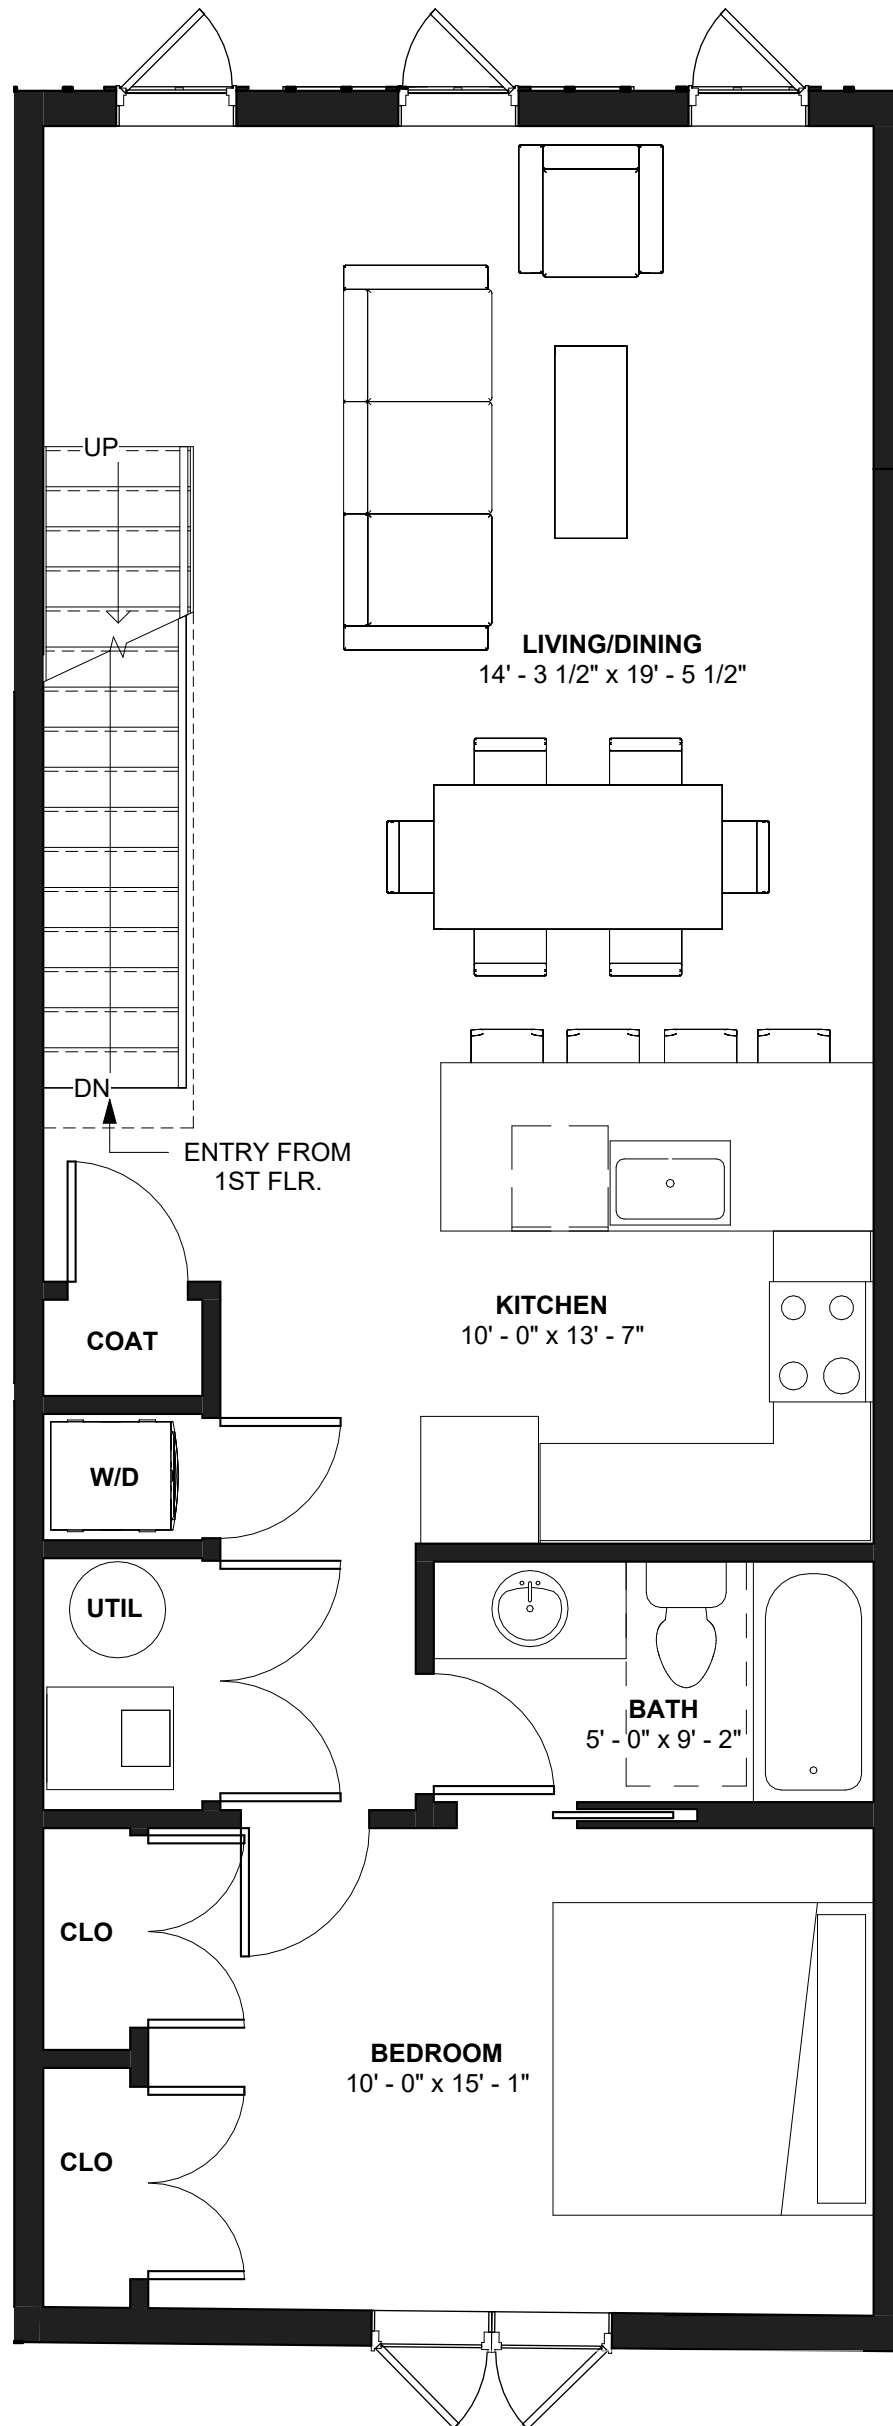 UP
LIVING/DINING
14' - 3 1/2" x 19' - 5 1/2"
DN
ENTRY FROM
1ST FLR.
KITCHEN
10' - 0" x 13' - 7"
COAT
W/D
UTIL
BATH
5' - 0" x 9' - 2"
CLO
BEDROOM
10' - 0" x 15' - 1"
CLO